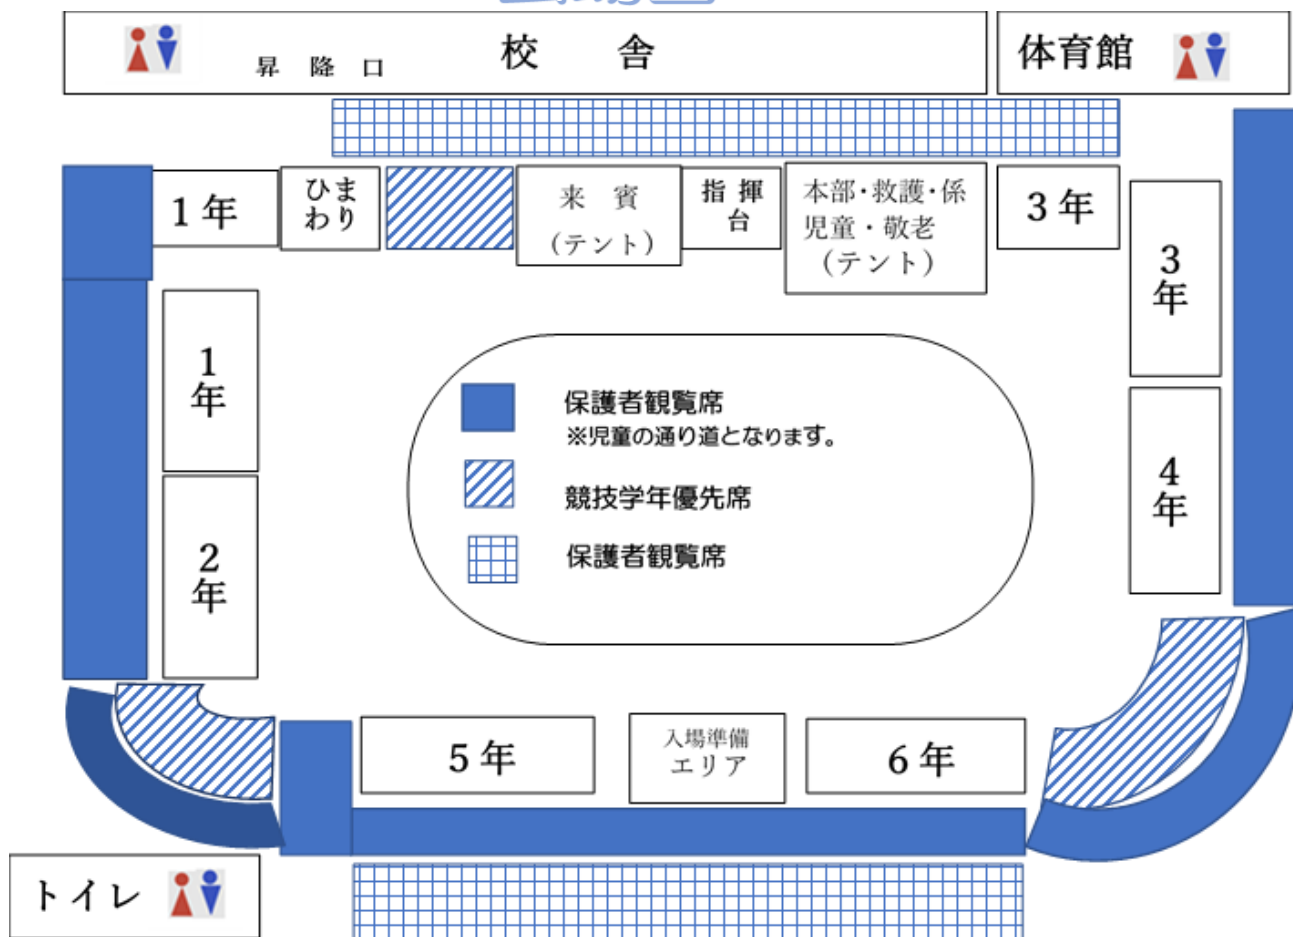 昇降口
校舎
体育館
1年
ひま
わり
来賓
（テント）
指揮
台
本部・救護・係
児童・敬老
（テント）
3年
3
年
1
年
保護者観覧席
※児童の通り道となります。
競技学年優先席
保護者観覧席
4
年
2
年
5年
入場準備
エリア
6年
トイレ